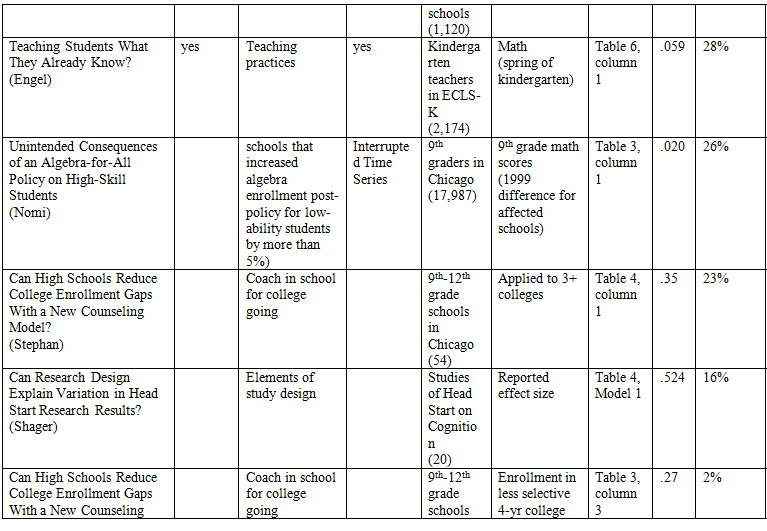 schools
(1,120)
Teaching Students What
They Already Know?
(Engel)
yes
Teaching
practices
yes
Kinderga
rten
teachers
in ECLS-
K
(2,174)
Math
(spring of
kindergarten)
Table 6,
column
1
.059
28%
Unintended Consequences
of an Algebra-for-All
Policy on High-Skill
Students
(Nomi)
schools that
increased
algebra
enrollment post-
policy for low-
ability students
by more than
5%)
Interrupte
d Time
Series
9th
graders in
Chicago
(17,987)
9th grade math
scores
(1999
difference for
affected
schools)
Table 3,
column
1
.020
26%
Can High Schools Reduce
College Enrollment Gaps
With a New Counseling
Model?
(Stephan)
Coach in school
for college
going
9th-12th
grade
schools
in
Chicago
(54)
Applied to 3+
colleges
Table 4,
column
1
.35
23%
Can Research Design
Explain Variation in Head
Start Research Results?
(Shager)
Elements of
study design
Studies
of Head
Start on
Cognitio
n
(20)
Reported
effect size
Table 4,
Model 1
.524
16%
Can High Schools Reduce
College Enrollment Gaps
With a New Counseling
Coach in school
for college
going
9th-12th
grade
schools
Enrollment in
less selective
4-yr college
Table 3,
column
3
.27
2%